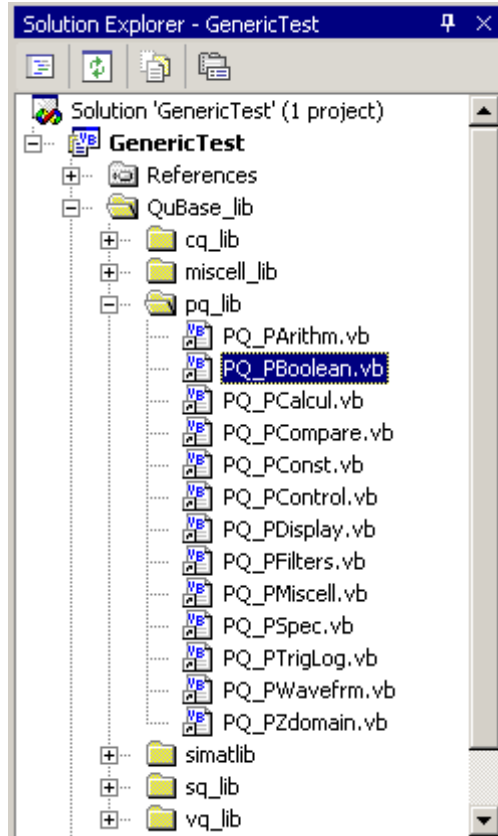 Solution Explorer - GenericTest
Solution 'GenericTest' (1 project)
GenericTest
References
QuBase_lib
cq_lib
miscell_lib
pq_lib
PQ_PArithm.vb
PQ_PBoolean.vb
PQ_PCalcul.vb
PQ_PCompare.vb
PQ_PConst.vb
PQ_PControl.vb
PQ_PDisplay.vb
PQ_PFilters.vb
PQ_PMiscell.vb
PQ_PSpec.vb
PQ_PTrigLog.vb
PQ_PWavefrm.vb
PQ_PZdomain.vb
simatlib
sq_lib
vq_lib